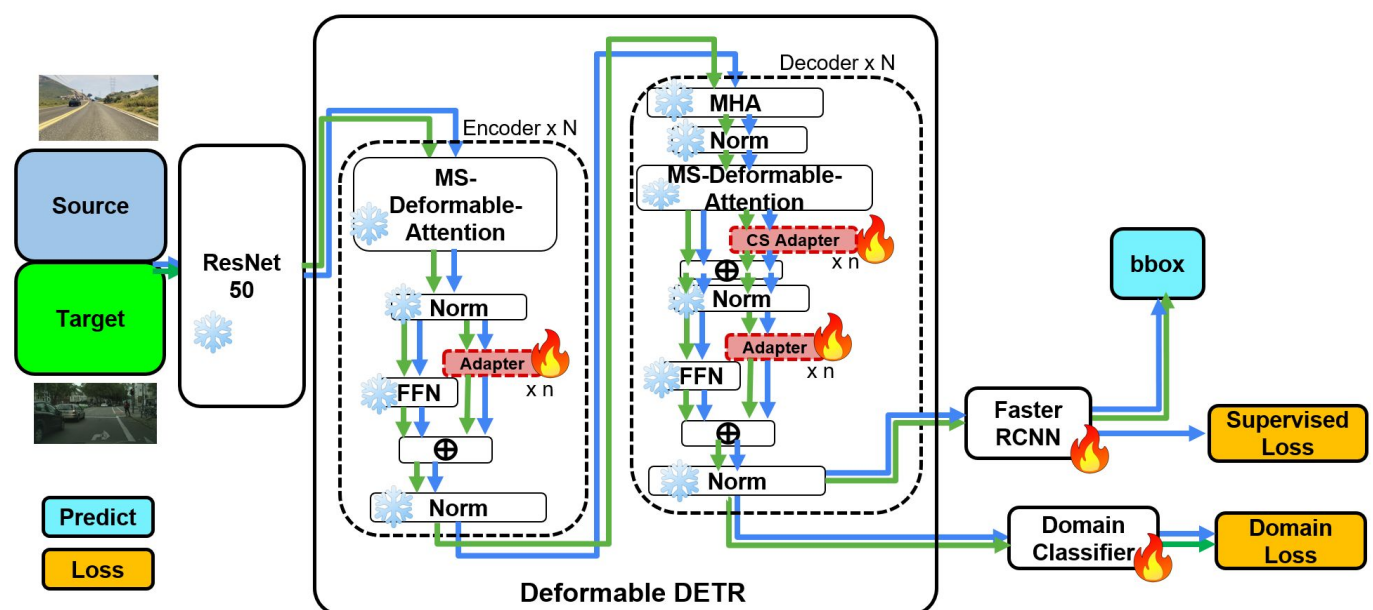 Source
Target
ResNet
50
Encoder x N
MS-
Deformable-
Attention
Norm
Adapter
x n
FFN
Norm
Decoder x N
MHA
Norm
MS-Deformable-
Attention
CS Adapter
x n
Norm
Adapter
x n
FFN
Norm
Deformable DETR
bbox
Faster
RCNN
Supervised
Loss
Domain
Classifier
Domain
Loss
Predict
Loss